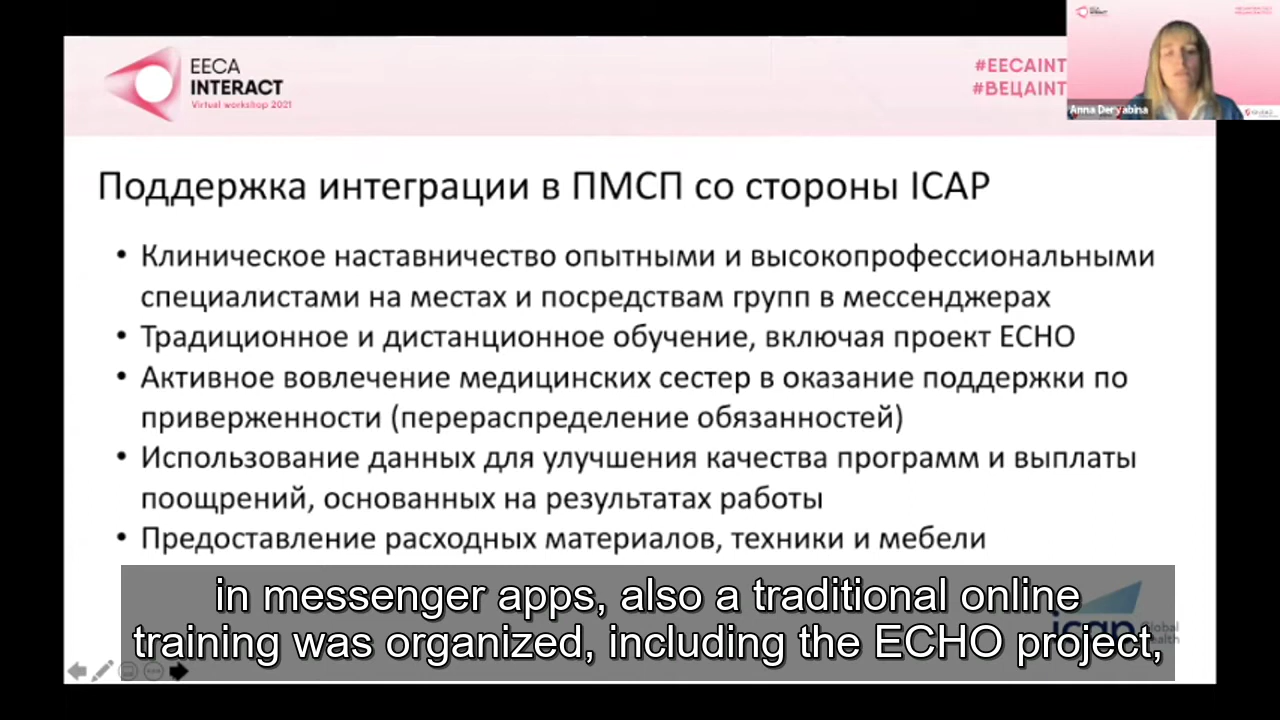 EECA
INTERACT
Virtual workshop 2021
#EECAINT
#ВЕЦАINT
Anna Deryabina
Поддержка интеграции в ПМСП со стороны ICAP
• Клиническое наставничество опытными и высокопрофессиональными
специалистами на местах и посредствам групп в мессенджерах
• Традиционное и дистанционное обучение, включая проект ECHO
• Активное вовлечение медицинских сестер в оказание поддержки по
приверженности (перераспределение обязанностей)
• Использование данных для улучшения качества программ и выплаты
поощрений, основанных на результатах работы
• Предоставление расходных материалов, техники и мебели
in messenger apps, also a traditional online
training was organized, including the ECHO project,
icap Global
Health